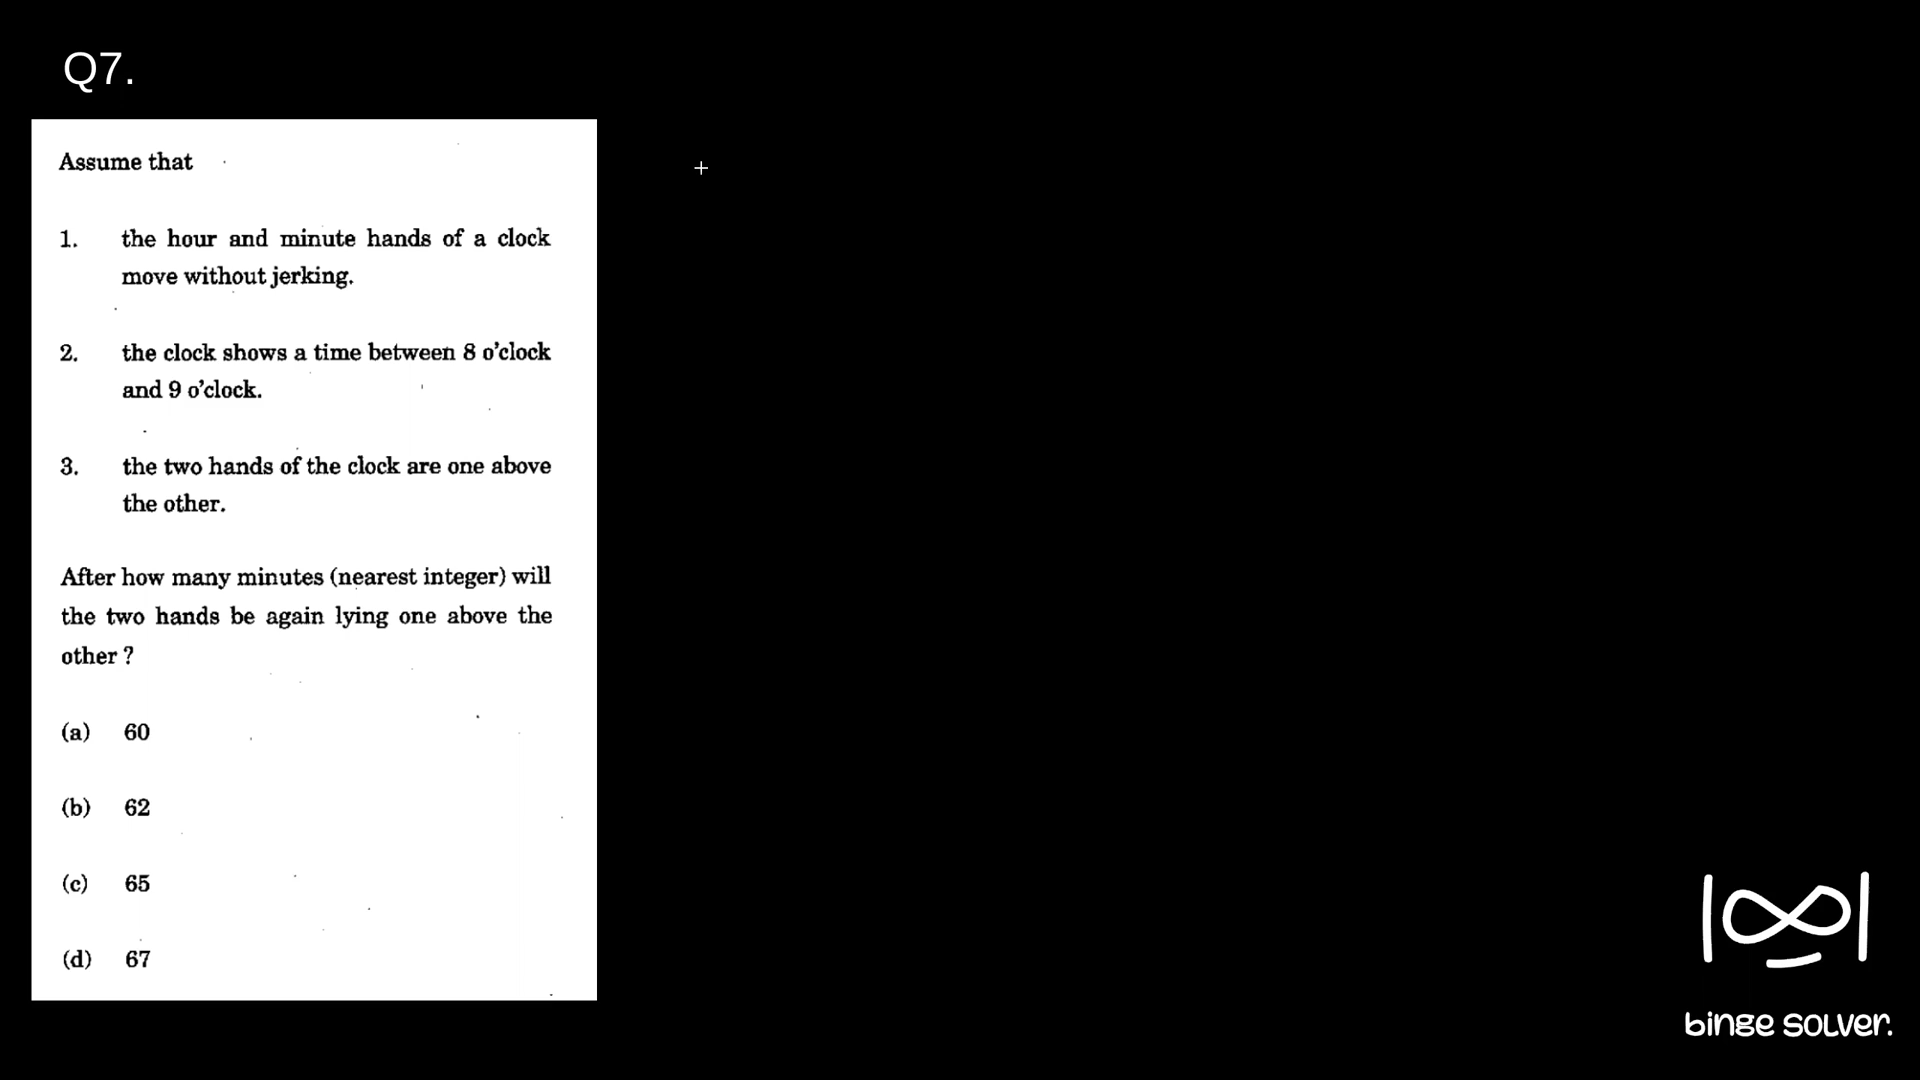 Q7.
Assume that
1. the hour and minute hands of a clock
move without jerking.
2. the clock shows a time between 8 o'clock
and 9 o'clock.
3. the two hands of the clock are one above
the other.
After how many minutes (nearest integer) will
the two hands be again lying one above the
other ?
(a) 60
(b) 62
(c) 65
(d) 67
binge solver.